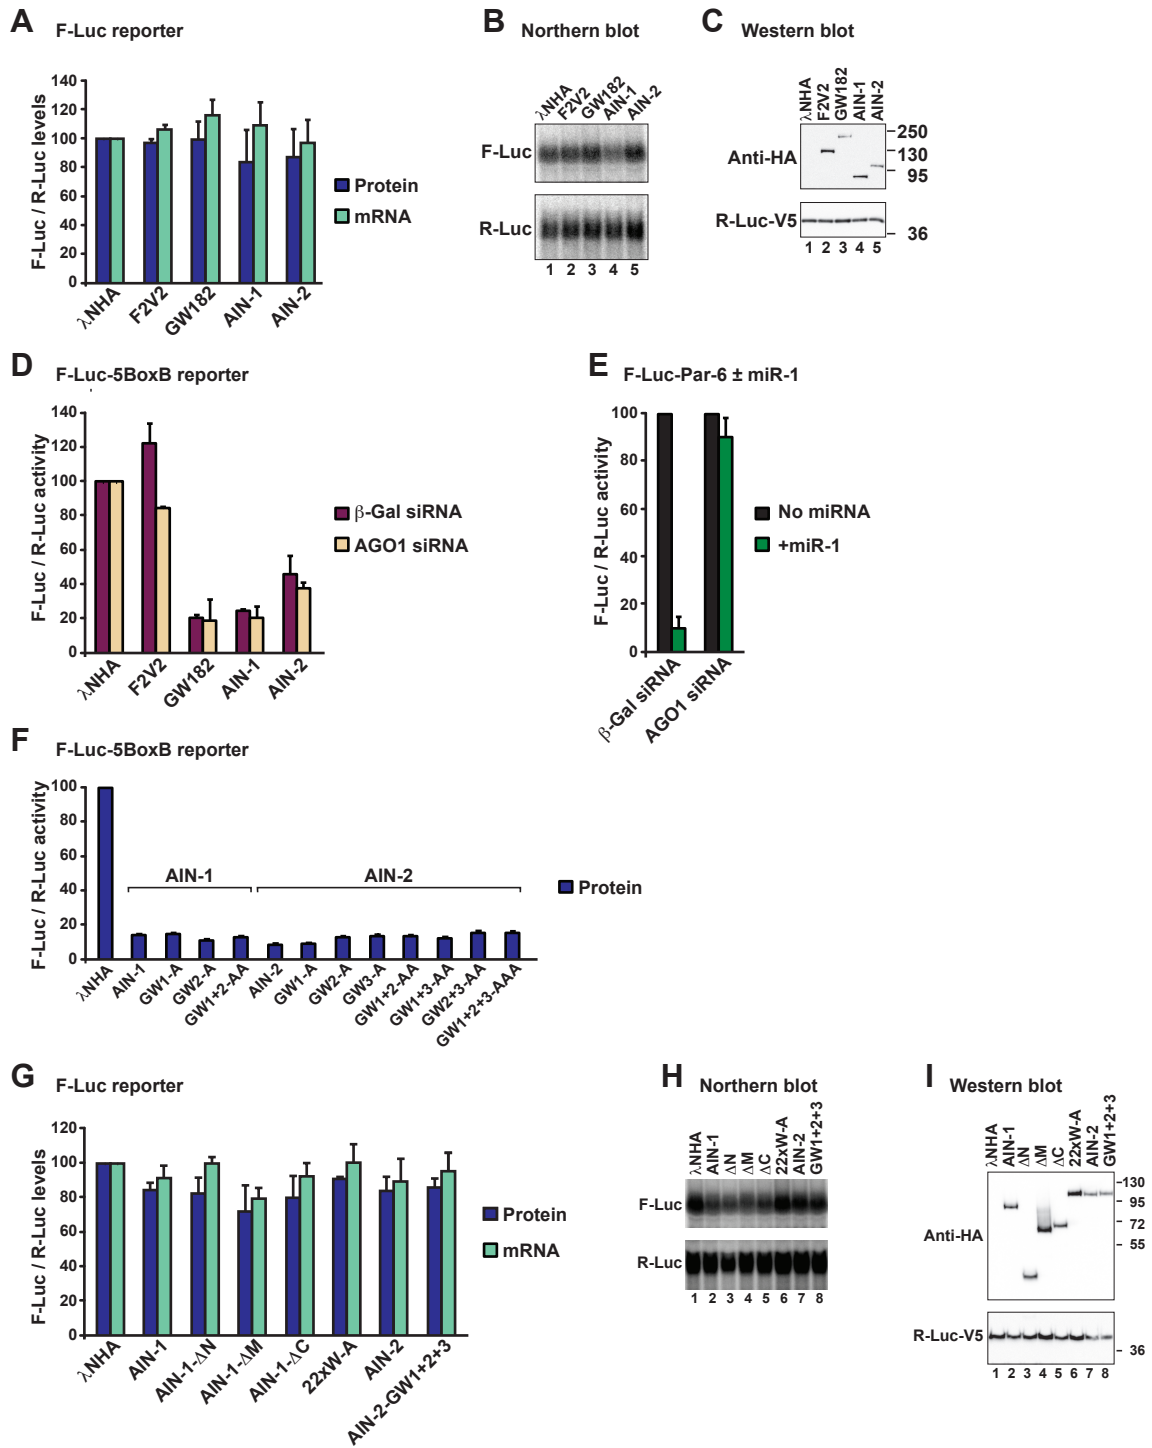 A F-Luc reporter
F-Luc / R-Luc levels
140
120
100
80
60
40
20
0
λNHA
F2V2
GW182
AIN-1
AIN-2
Protein
mRNA
B Northern blot
λNHA
F2V2
GW182
AIN-1
AIN-2
F-Luc
R-Luc
1 2 3 4 5
C Western blot
λNHA
F2V2
GW182
AIN-1
AIN-2
Anti-HA
250
130
95
R-Luc-V5
36
1 2 3 4 5
D F-Luc-5BoxB reporter
F-Luc / R-Luc activity
140
120
100
80
60
40
20
0
λNHA
F2V2
GW182
AIN-1
AIN-2
β-Gal siRNA
AGO1 siRNA
E F-Luc-Par-6 ± miR-1
F-Luc / R-Luc activity
100
80
60
40
20
0
β-Gal siRNA
AGO1 siRNA
No miRNA
+miR-1
F F-Luc-5BoxB reporter
F-Luc / R-Luc activity
100
80
60
40
20
0
AIN-1
AIN-2
Protein
λNHA
AIN-1
GW1-A
GW2-A
GW1+2-AA
AIN-2
GW1-A
GW2-A
GW3-A
GW1+2-AA
GW1+3-AA
GW2+3-AA
GW1+2+3-AAA
G F-Luc reporter
F-Luc / R-Luc levels
120
100
80
60
40
20
0
λNHA
AIN-1
AIN-1-ΔN
AIN-1-ΔM
AIN-1-ΔC
22xW-A
AIN-2
AIN-2-GW1+2+3
Protein
mRNA
H Northern blot
λNHA
AIN-1
ΔN
ΔM
ΔC
22xW-A
AIN-2
GW1+2+3
F-Luc
R-Luc
1 2 3 4 5 6 7 8
I Western blot
λNHA
AIN-1
ΔN
ΔM
ΔC
22xW-A
AIN-2
GW1+2+3
Anti-HA
130
95
72
55
R-Luc-V5
36
1 2 3 4 5 6 7 8